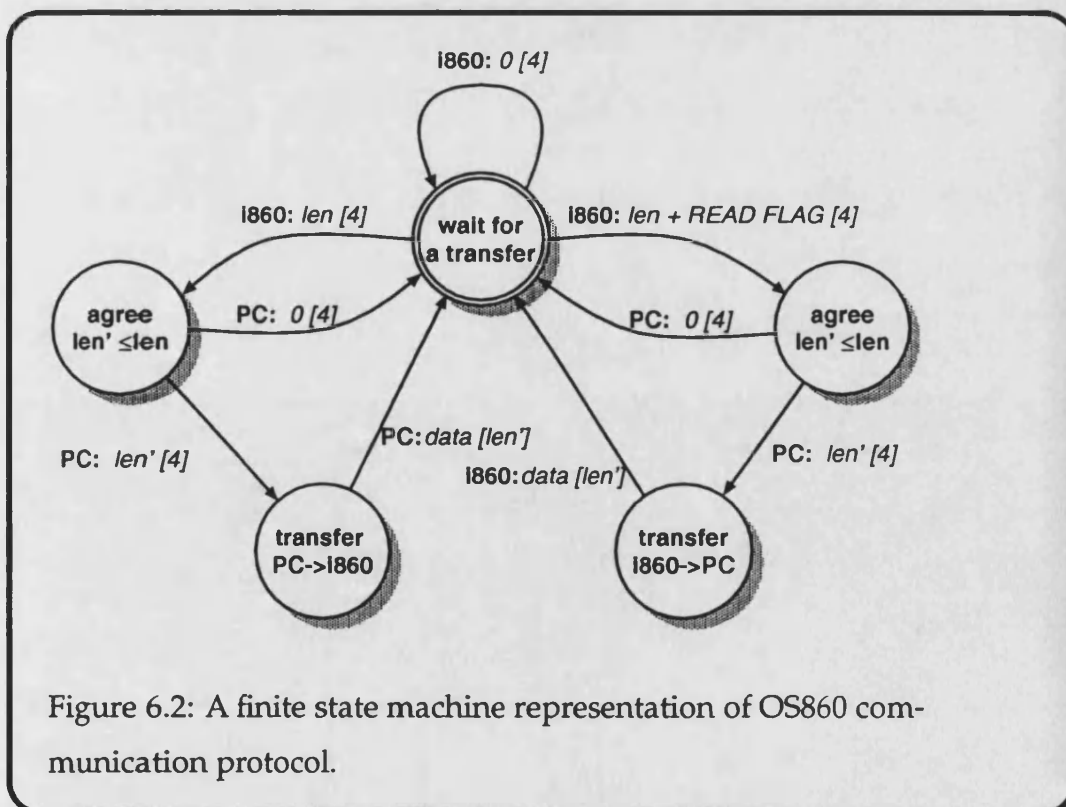 i860: 0 [4]
i860: len [4]
wait for
a transfer
i860: len + READ FLAG [4]
agree
len' ≤len
PC: 0 [4]
PC: 0 [4]
agree
len' ≤len
PC: len' [4]
PC: data [len']
i860: data [len']
PC: len' [4]
transfer
PC->i860
transfer
i860->PC
Figure 6.2: A finite state machine representation of OS860 com-
munication protocol.